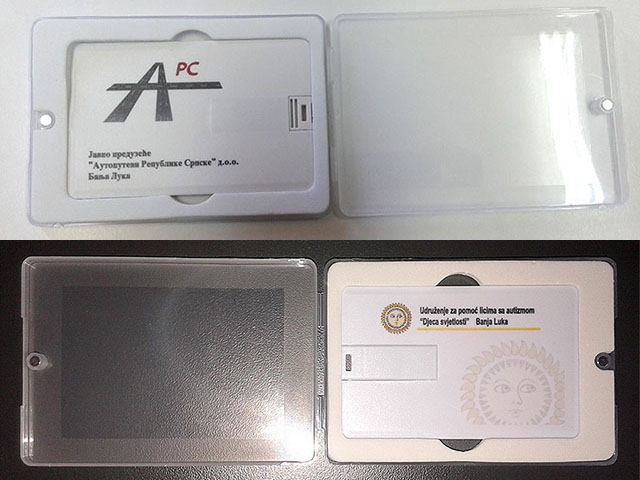 PC
Јавно предузеће
"Аутопутеви Републике Српске" д.о.о.
Бања Лука
Udruženje za pomoć licima sa autizmom
"Djeca svjetlosti" Banja Luka